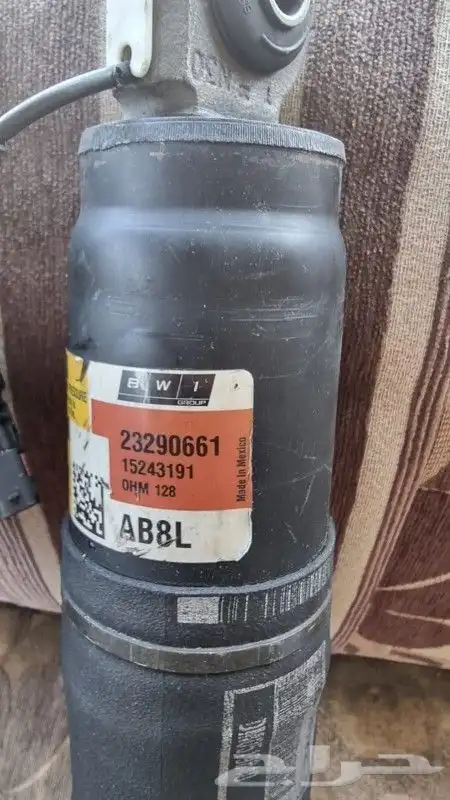 BWI
GROUP
23290661
15243191
OHM 128
Made in Mexico
AB8L
حراج